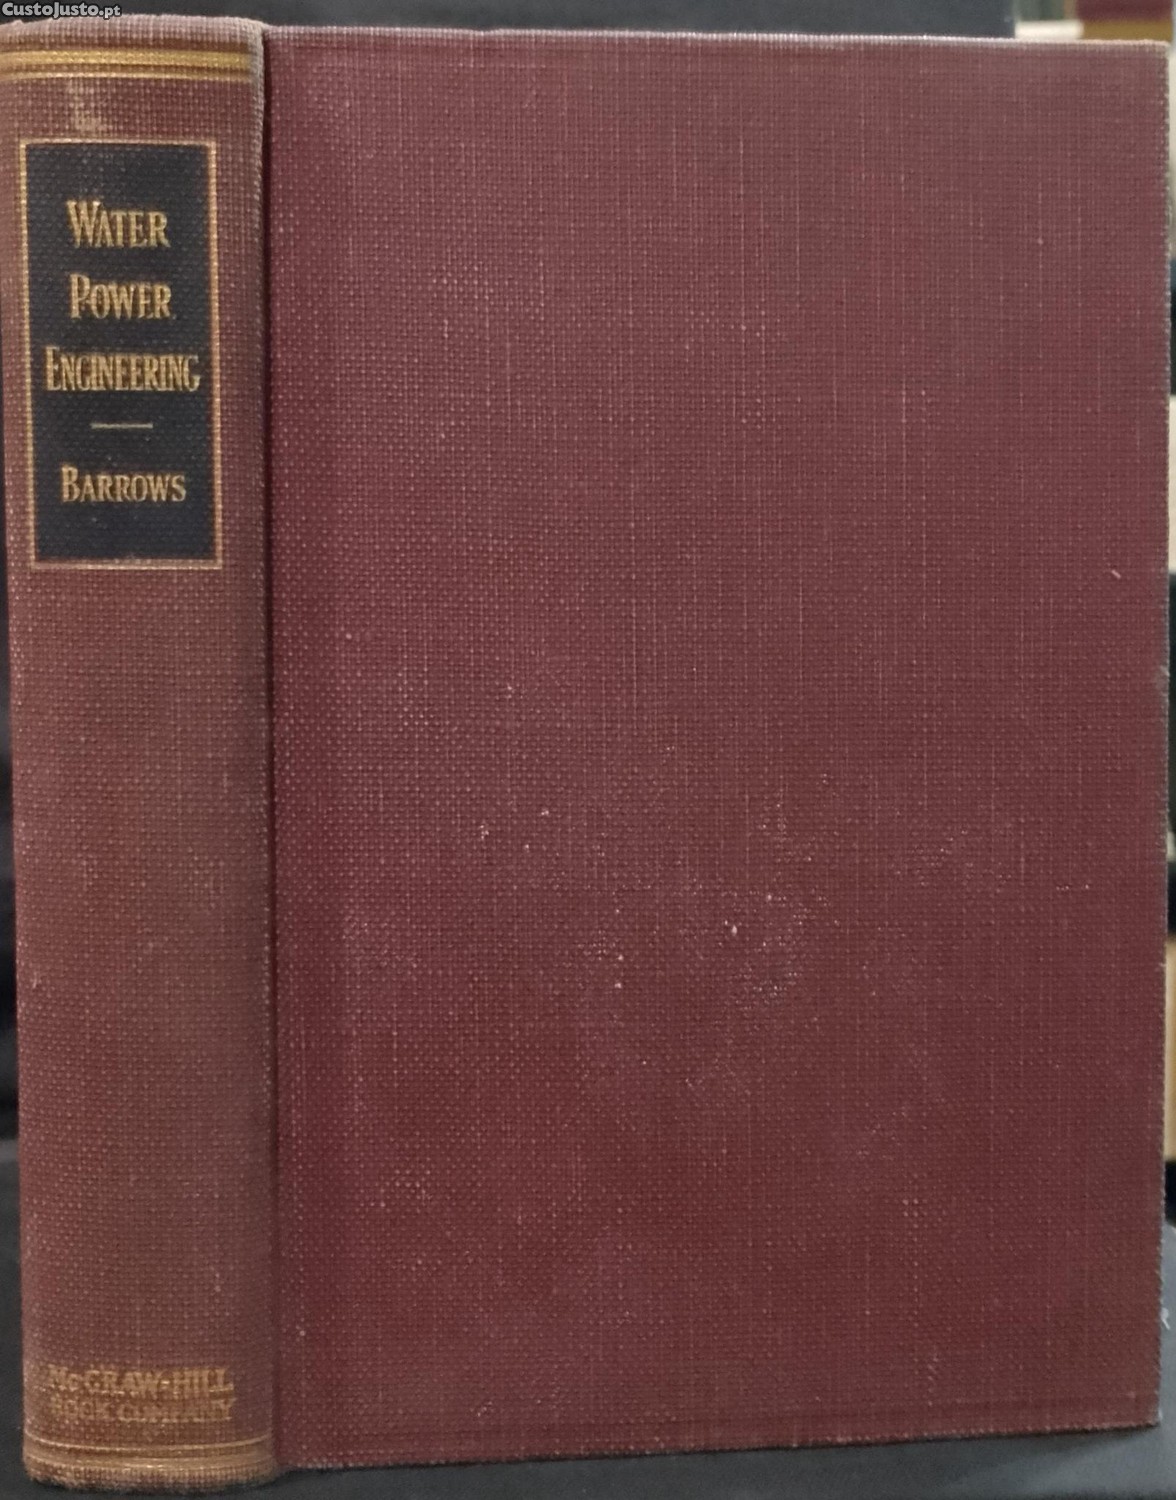 CustoJusto.pt
WATER
POWER
ENGINEERING
BARROWS
McGRAW-HILL
BOOK COMPANY